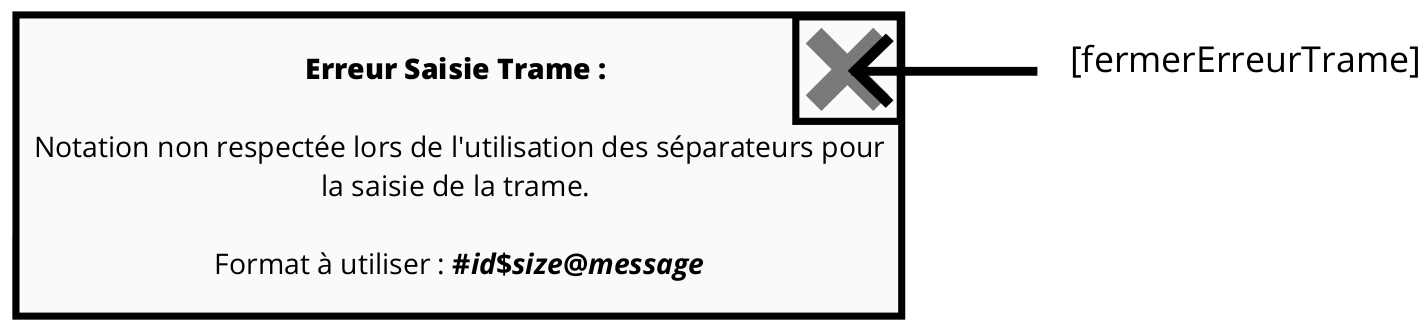 Erreur Saisie Trame :
[fermerErreurTrame]
Notation non respectée lors de l'utilisation des séparateurs pour
la saisie de la trame.
Format à utiliser : #id$size@message